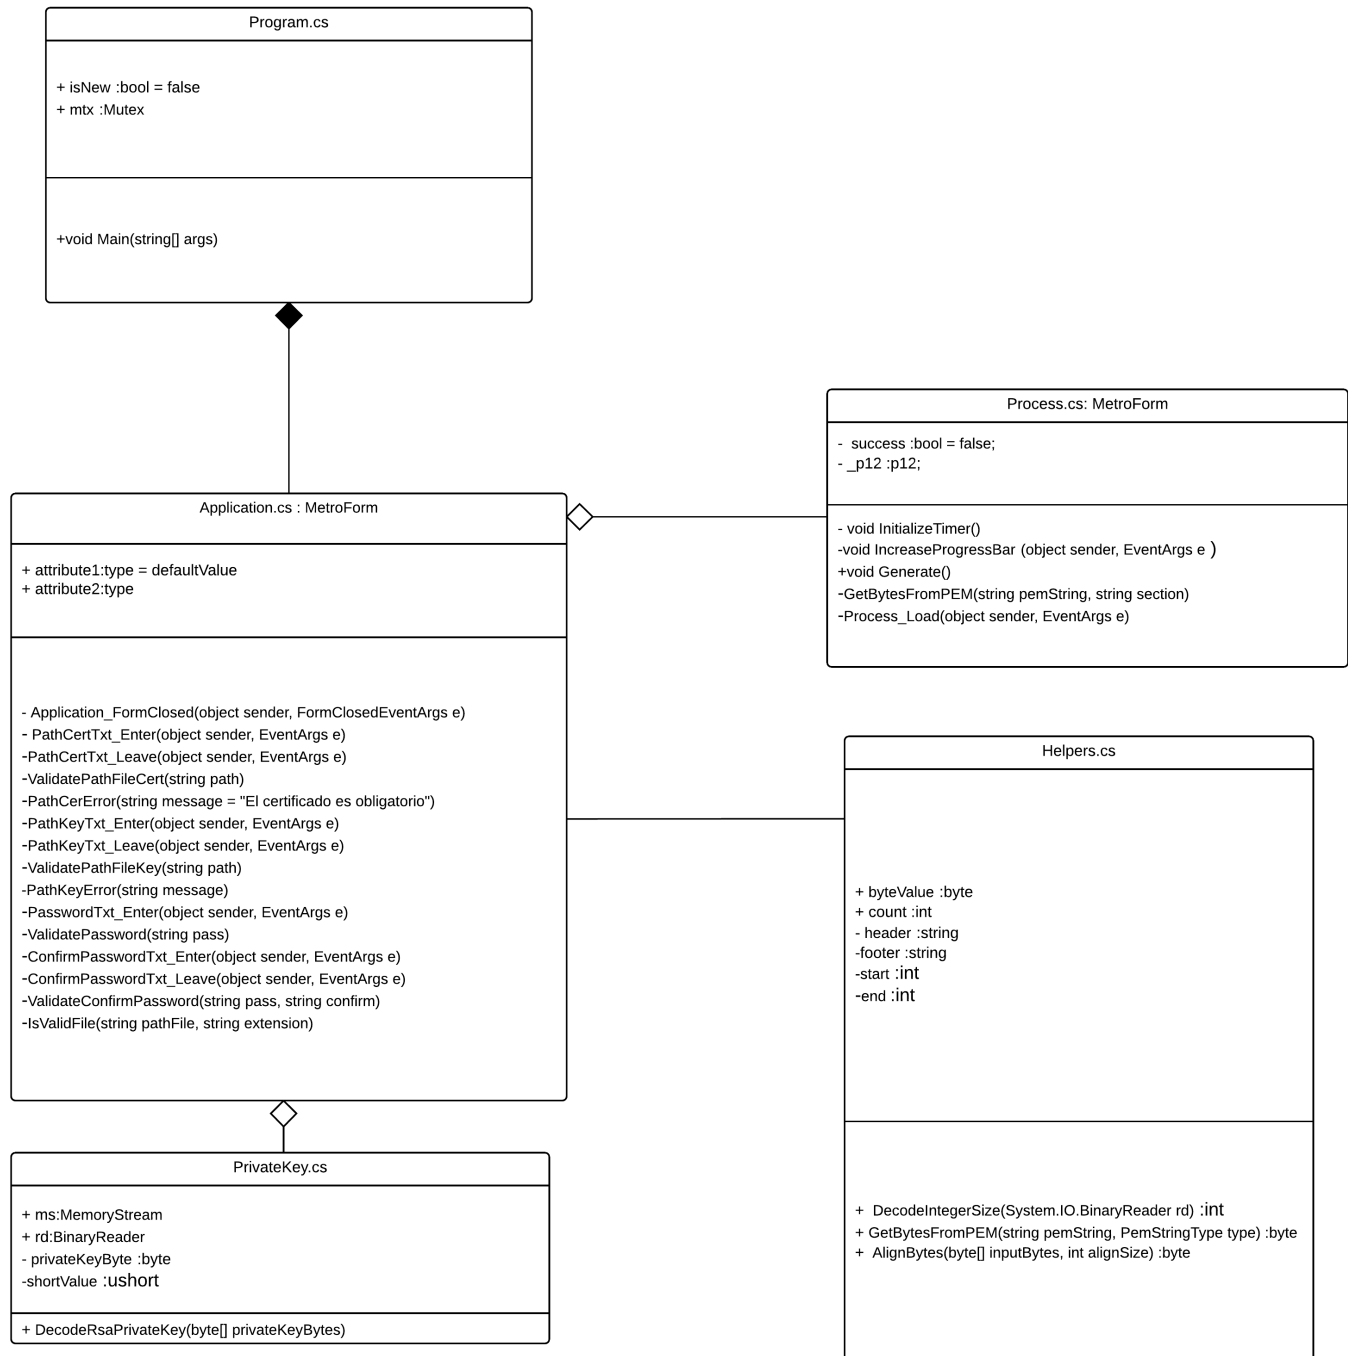 Program.cs
+ isNew :bool = false
+ mtx :Mutex
+void Main(string[] args)
Process.cs: MetroForm
- success :bool = false;
- _p12 :p12;
- void InitializeTimer()
-void IncreaseProgressBar (object sender, EventArgs e )
+void Generate()
-GetBytesFromPEM(string pemString, string section)
-Process_Load(object sender, EventArgs e)
Application.cs : MetroForm
+ attribute1:type = defaultValue
+ attribute2:type
- Application_FormClosed(object sender, FormClosedEventArgs e)
- PathCertTxt_Enter(object sender, EventArgs e)
-PathCertTxt_Leave(object sender, EventArgs e)
-ValidatePathFileCert(string path)
-PathCerError(string message = "El certificado es obligatorio")
-PathKeyTxt_Enter(object sender, EventArgs e)
-PathKeyTxt_Leave(object sender, EventArgs e)
-ValidatePathFileKey(string path)
-PathKeyError(string message)
-PasswordTxt_Enter(object sender, EventArgs e)
-ValidatePassword(string pass)
-ConfirmPasswordTxt_Enter(object sender, EventArgs e)
-ConfirmPasswordTxt_Leave(object sender, EventArgs e)
-ValidateConfirmPassword(string pass, string confirm)
-IsValidFile(string pathFile, string extension)
Helpers.cs
+ byteValue :byte
+ count :int
- header :string
-footer :string
-start :int
-end :int
+ DecodeIntegerSize(System.IO.BinaryReader rd) :int
+ GetBytesFromPEM(string pemString, PemStringType type) :byte
+ AlignBytes(byte[] inputBytes, int alignSize) :byte
PrivateKey.cs
+ ms:MemoryStream
+ rd:BinaryReader
- privateKeyByte :byte
-shortValue :ushort
+ DecodeRsaPrivateKey(byte[] privateKeyBytes)